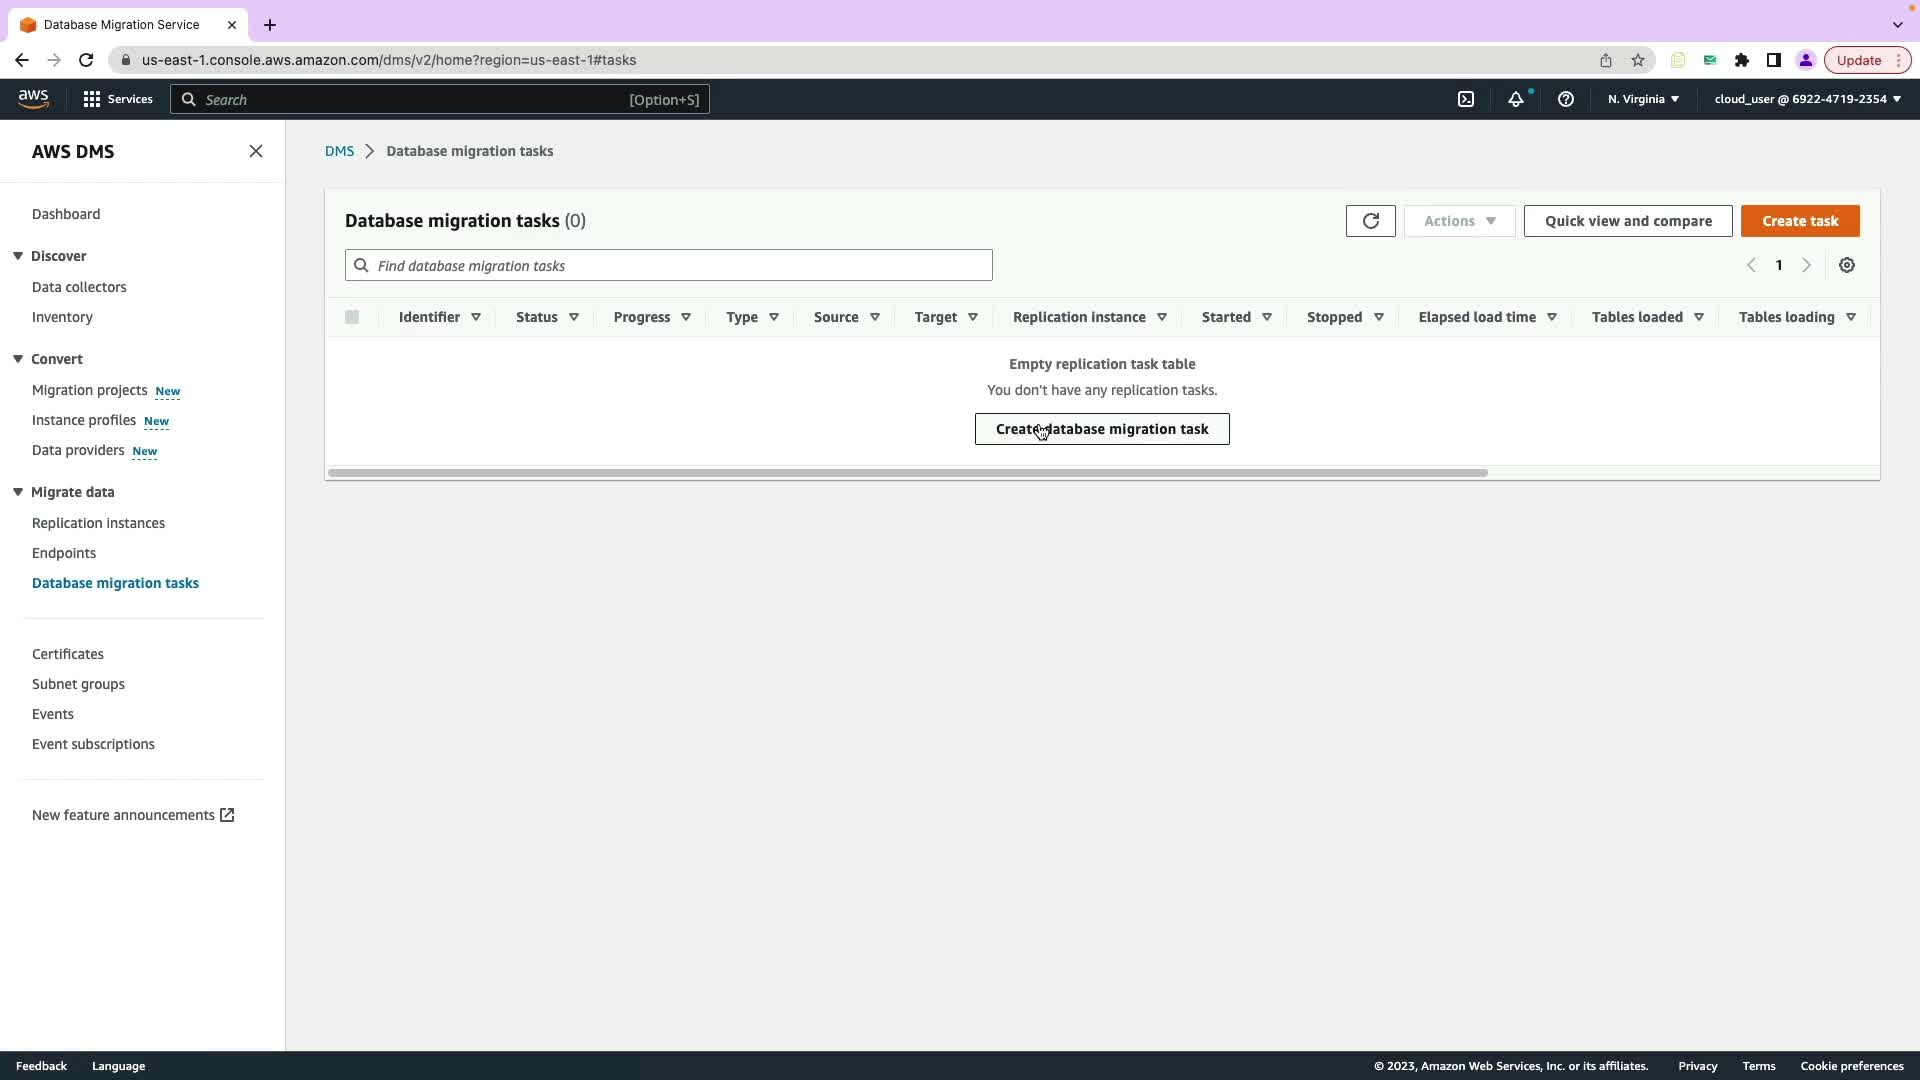 Database Migration Service
us-east-1.console.aws.amazon.com/dms/v2/home?region=us-east-1#tasks
Update
aws
Services
Search
[Option+S]
N. Virginia
cloud_user @ 6922-4719-2354
AWS DMS
Dashboard
Discover
Data collectors
Inventory
Convert
Migration projects New
Instance profiles New
Data providers New
Migrate data
Replication instances
Endpoints
Database migration tasks
Certificates
Subnet groups
Events
Event subscriptions
New feature announcements
DMS > Database migration tasks
Database migration tasks (0)
Actions
Quick view and compare
Create task
Find database migration tasks
1
Identifier Status Progress Type Source Target Replication instance Started Stopped Elapsed load time Tables loaded Tables loading
Empty replication task table
You don't have any replication tasks.
Create database migration task
Feedback
Language
© 2023, Amazon Web Services, Inc. or its affiliates.
Privacy
Terms
Cookie preferences